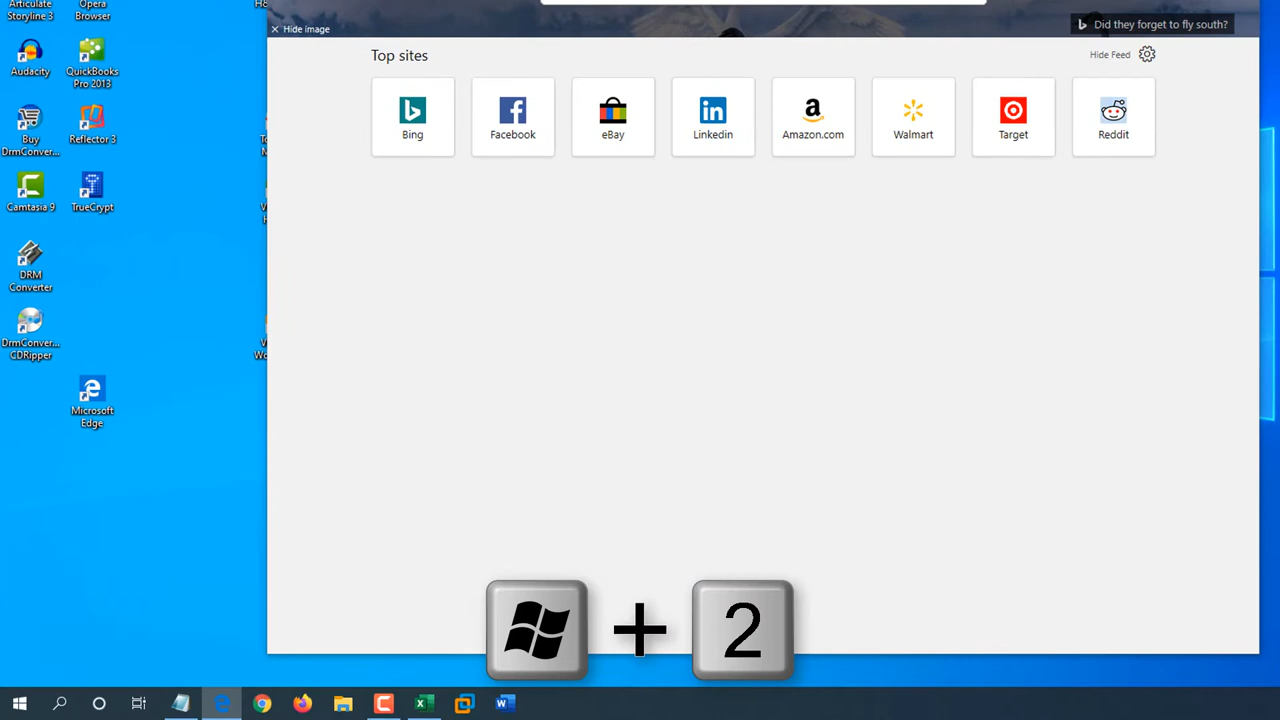 Articulate
Storyline 3
Opera
Browser
H&
Audacity
QuickBooks
Pro 2013
Buy
DrmConver...
Reflector 3
Camtasia 9
TrueCrypt
DRM
Converter
DrmConver...
CDRipper
Microsoft
Edge
Hide image
Did they forget to fly south?
Top sites
Hide Feed
Bing
Facebook
eBay
Linkedin
Amazon.com
Walmart
Target
Reddit
+
2